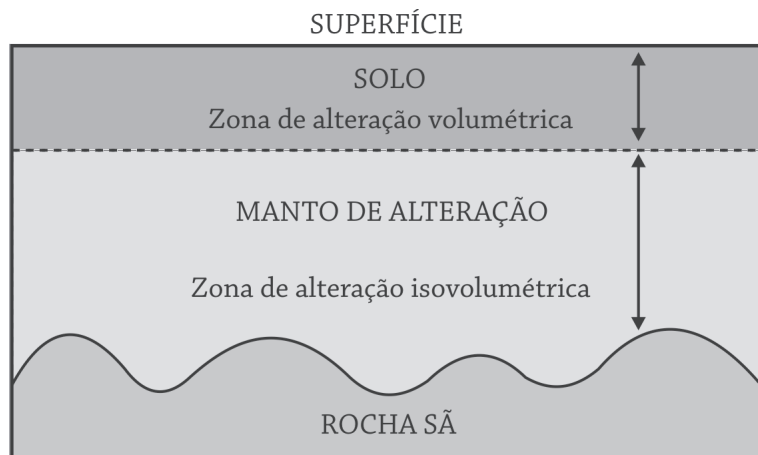 SUPERFÍCIE
SOLO
Zona de alteração volumétrica
MANTO DE ALTERAÇÃO
Zona de alteração isovolumétrica
ROCHA SÃ